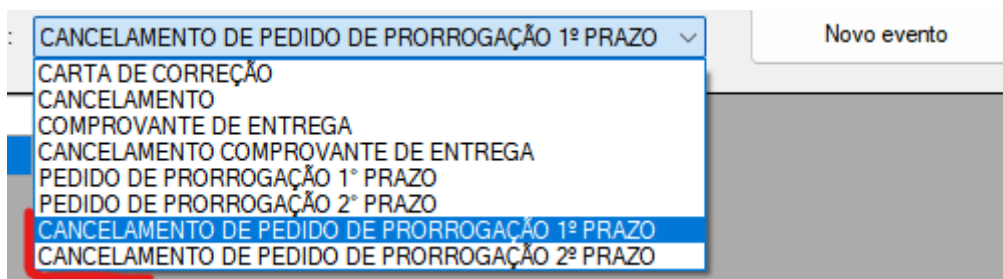 : CANCELAMENTO DE PEDIDO DE PRORROGAÇÃO 1º PRAZO Novo evento
CARTA DE CORREÇÃO
CANCELAMENTO
COMPROVANTE DE ENTREGA
CANCELAMENTO COMPROVANTE DE ENTREGA
PEDIDO DE PRORROGAÇÃO 1° PRAZO
PEDIDO DE PRORROGAÇÃO 2° PRAZO
CANCELAMENTO DE PEDIDO DE PRORROGAÇÃO 1º PRAZO
CANCELAMENTO DE PEDIDO DE PRORROGAÇÃO 2º PRAZO